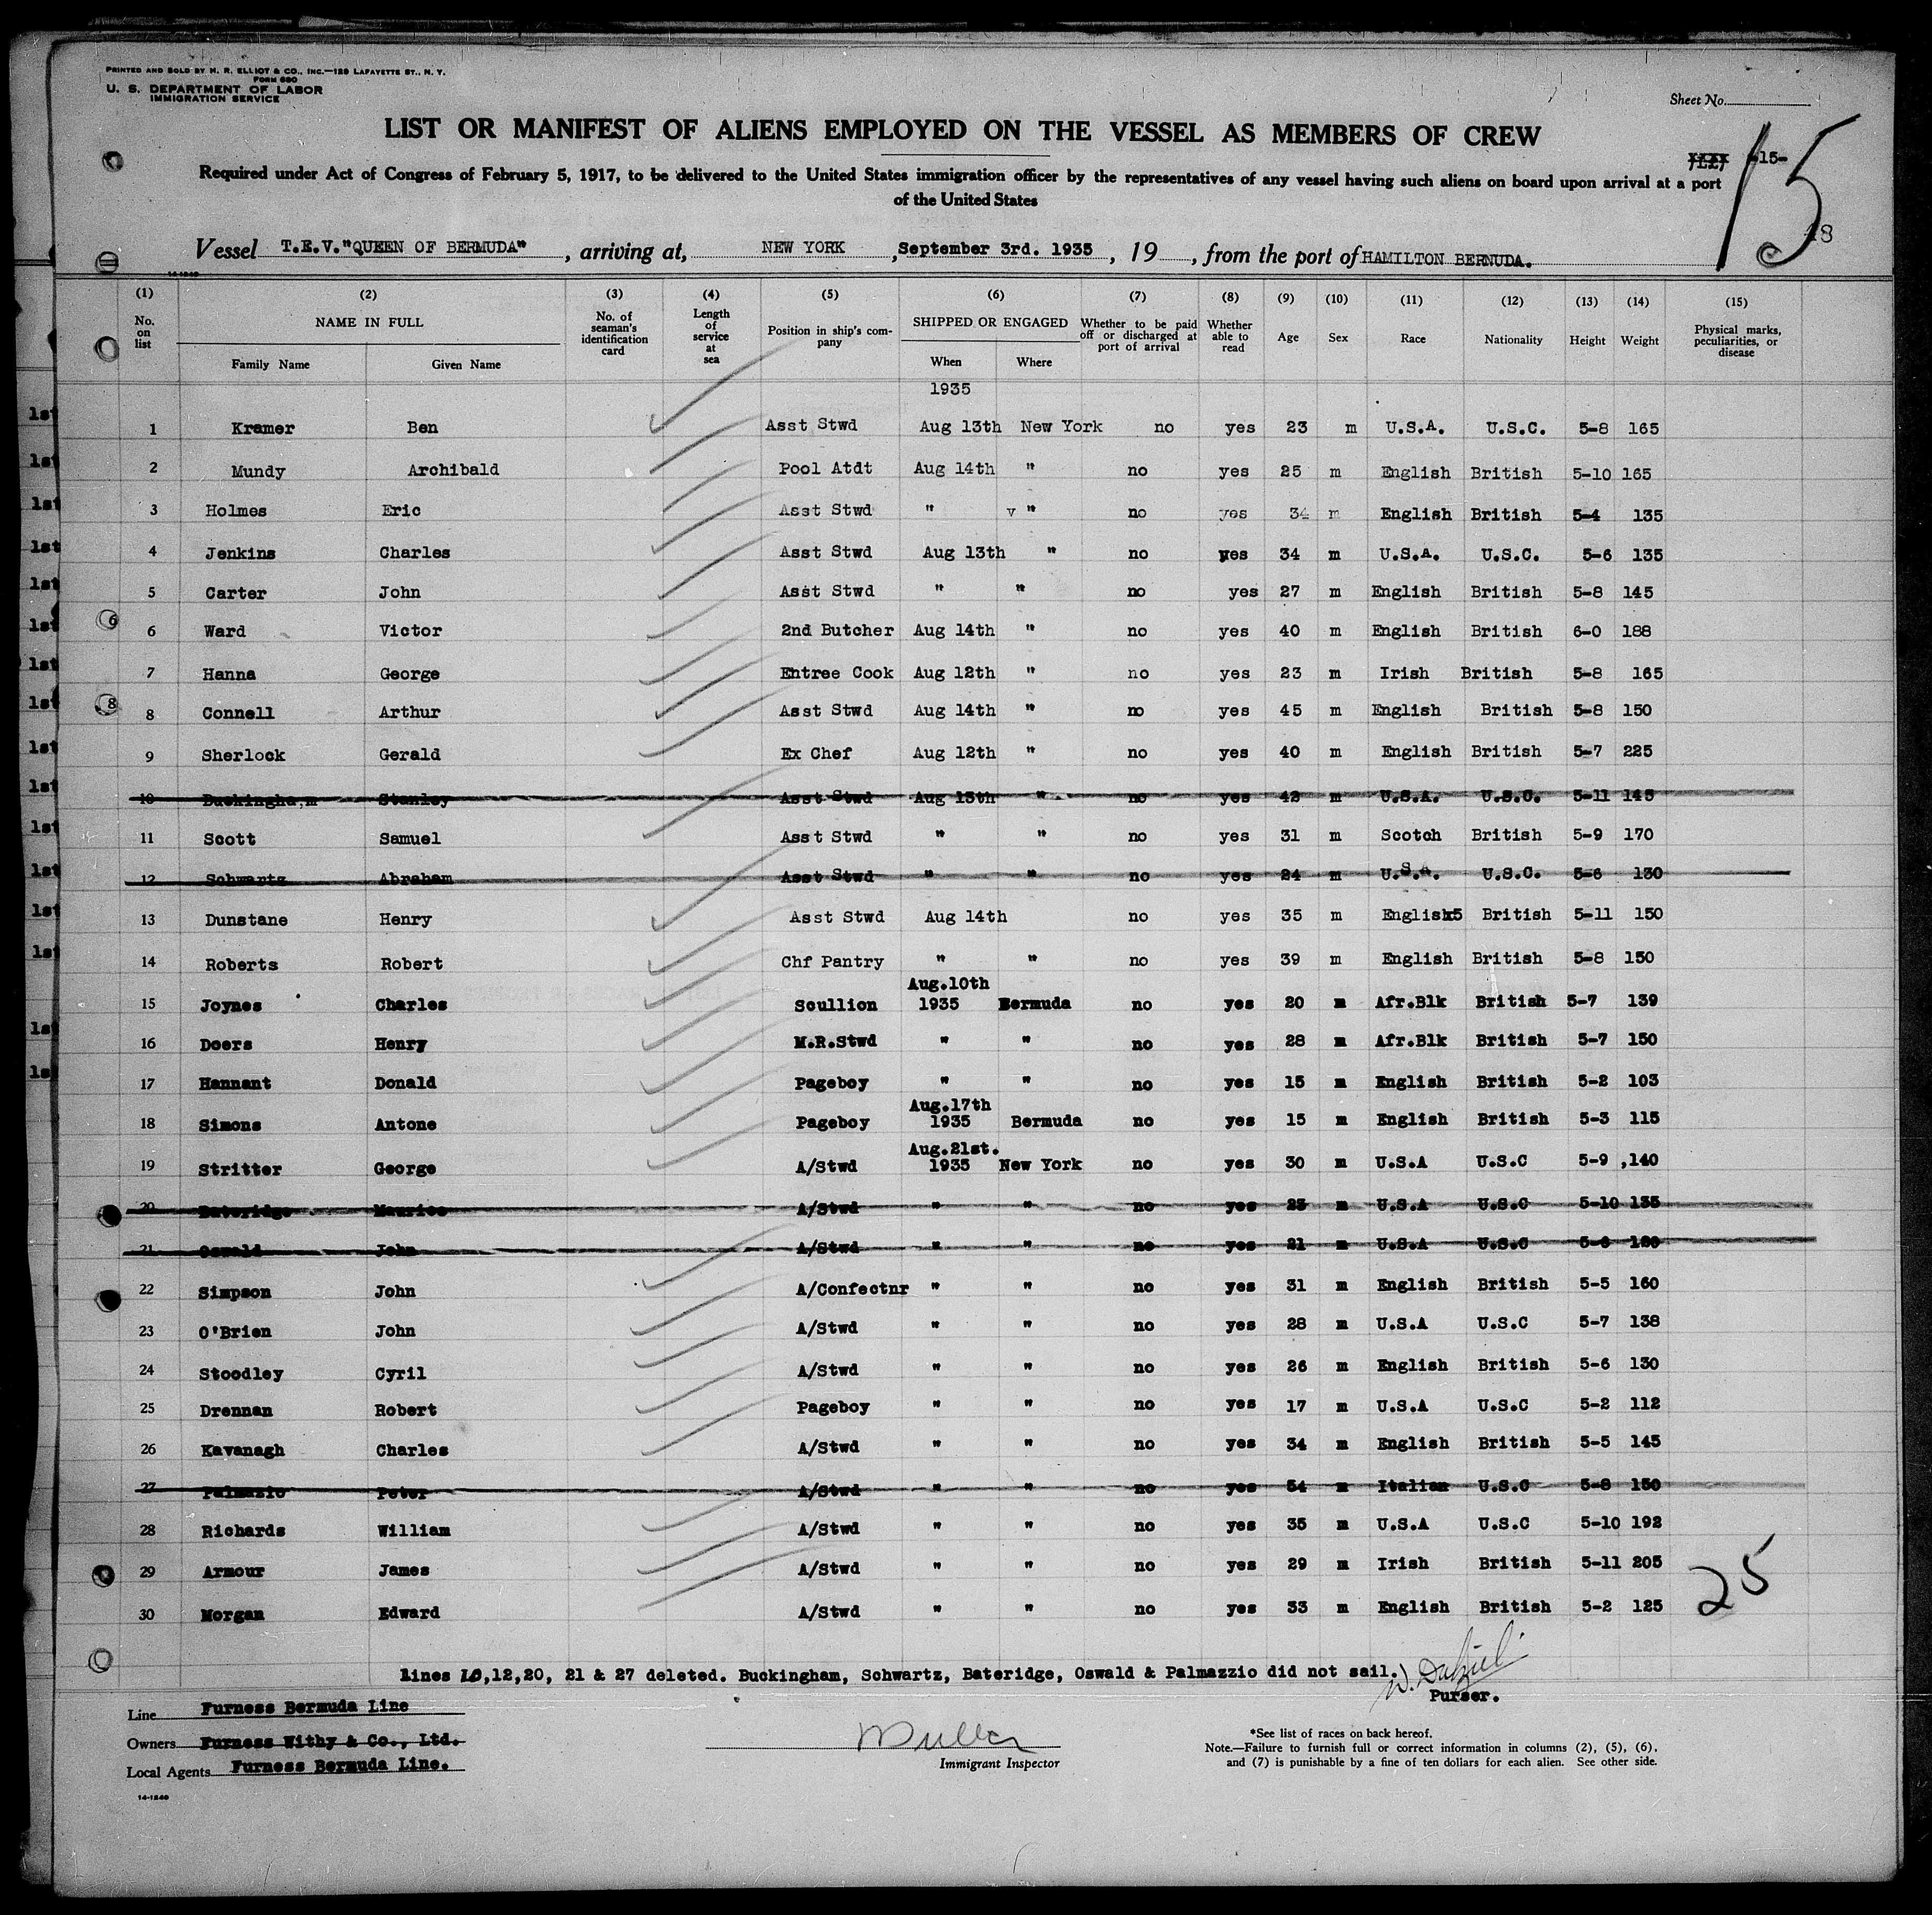 PRINTED AND SOLD BY H. R. ELLIOT & CO., INC.—129 LAFAYETTE ST., N. Y.
FORM 680
U. S. DEPARTMENT OF LABOR
IMMIGRATION SERVICE
Sheet No.
LIST OR MANIFEST OF ALIENS EMPLOYED ON THE VESSEL AS MEMBERS OF CREW
-15-
15
Required under Act of Congress of February 5, 1917, to be delivered to the United States immigration officer by the representatives of any vessel having such aliens on board upon arrival at a port
of the United States
Vessel T.E.V."QUEEN OF BERMUDA", arriving at, NEW YORK, September 3rd. 1935, 19, from the port of HAMILTON BERNUDA.
14-1240
(1) (2) (3) (4) (5) (6) (7) (8) (9) (10) (11) (12) (13) (14) (15)
No. on list NAME IN FULL Family Name Given Name No. of seaman's identification card Length of service at sea Position in ship's company SHIPPED OR ENGAGED When Where Whether to be paid off or discharged at port of arrival Whether able to read Age Sex Race Nationality Height Weight Physical marks, peculiarities, or disease
1935
1 Kramer Ben Asst Stwd Aug 13th New York no yes 23 m U.S.A. U.S.C. 5-8 165
2 Mundy Archibald Pool Atdt Aug 14th " no yes 25 m English British 5-10 165
3 Holmes Eric Asst Stwd " v " no yes 34 m English British 5-4 135
4 Jenkins Charles Asst Stwd Aug 13th " no yes 34 m U.S.A. U.S.C. 5-6 135
5 Carter John Asst Stwd " " no yes 27 m English British 5-8 145
6 Ward Victor 2nd Butcher Aug 14th " no yes 40 m English British 6-0 188
7 Hanna George Entree Cook Aug 12th " no yes 23 m Irish British 5-8 165
8 Connell Arthur Asst Stwd Aug 14th " no yes 45 m English British 5-8 150
9 Sherlock Gerald Ex Chef Aug 12th " no yes 40 m English British 5-7 225
10 Buckingham Stanley Asst Stwd Aug 13th " no yes 42 m U.S.A. U.S.C. 5-11 145
11 Scott Samuel Asst Stwd " " no yes 31 m Scotch British 5-9 170
12 Schwartz Abraham Asst Stwd " " no yes 24 m U.S.A. U.S.C. 5-6 130
13 Dunstane Henry Asst Stwd Aug 14th no yes 35 m English British 5-11 150
14 Roberts Robert Chf Pantry " " no yes 39 m English British 5-8 150
Aug.10th
15 Joynes Charles Scullion 1935 Bermuda no yes 20 m Afr.Blk British 5-7 139
16 Doers Henry M.R.Stwd " " no yes 28 m Afr.Blk British 5-7 150
17 Hannant Donald Pageboy " " no yes 15 m English British 5-2 103
Aug.17th
18 Simons Antone Pageboy 1935 Bermuda no yes 15 m English British 5-3 115
Aug.21st.
19 Stritter George A/Stwd 1935 New York no yes 30 m U.S.A U.S.C 5-9 ,140
20 Bateridge Maurice A/Stwd " " no yes 23 m U.S.A U.S.C 5-10 135
21 Oswald John A/Stwd " " no yes 21 m U.S.A U.S.C 5-6
22 Simpson John A/Confectnr " " no yes 31 m English British 5-5 160
23 O'Brien John A/Stwd " " no yes 28 m U.S.A U.S.C 5-7 138
24 Stoodley Cyril A/Stwd " " no yes 26 m English British 5-6 130
25 Drennan Robert Pageboy " " no yes 17 m U.S.A U.S.C 5-2 112
26 Kavanagh Charles A/Stwd " " no yes 34 m English British 5-5 145
27 Palmazio Peter A/Stwd " " no yes 54 m Italian U.S.C 5-8 150
28 Richards William A/Stwd " " no yes 35 m U.S.A U.S.C 5-10 192
29 Armour James A/Stwd " " no yes 29 m Irish British 5-11 205
30 Morgan Edward A/Stwd " " no yes 33 m English British 5-2 125
25
Lines 10,12,20, 21 & 27 deleted. Buckingham, Schwartz, Bateridge, Oswald & Palmazzio did not sail.
Purser.
Line Furness Bermuda Line
Owners Furness Withy & Co., Ltd.
Local Agents Furness Bermuda Line.
Immigrant Inspector
*See list of races on back hereof.
Note.—Failure to furnish full or correct information in columns (2), (5), (6),
and (7) is punishable by a fine of ten dollars for each alien. See other side.
14-1240